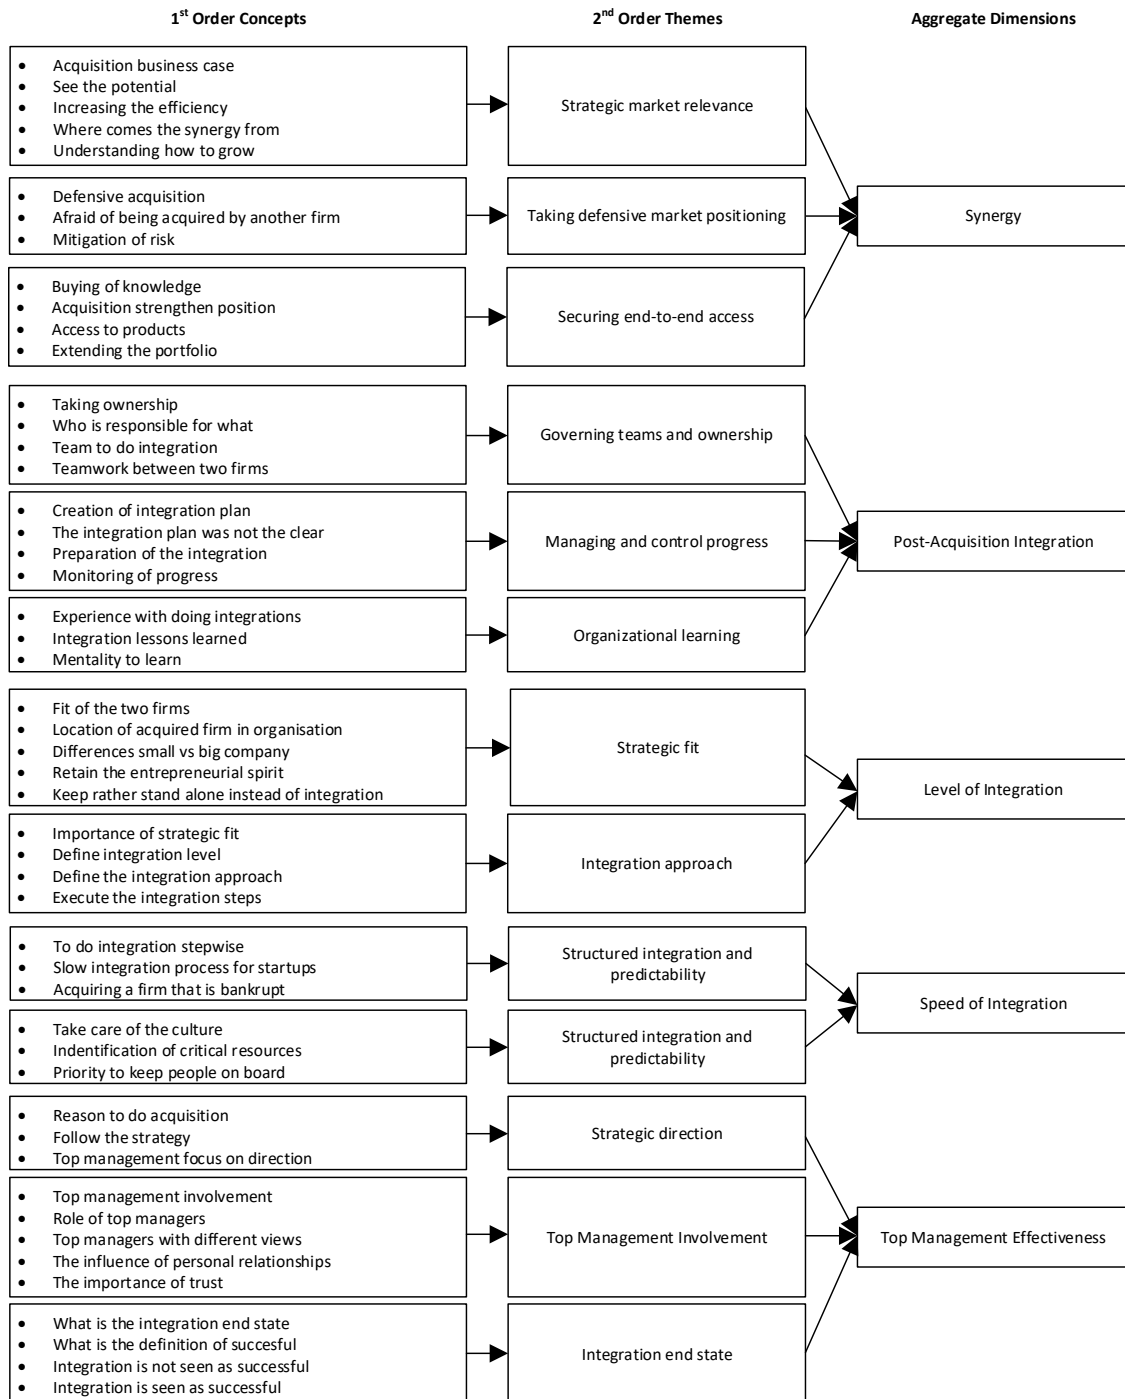 1st Order Concepts
2nd Order Themes
Aggregate Dimensions
• Acquisition business case
• See the potential
• Increasing the efficiency
• Where comes the synergy from
• Understanding how to grow
Strategic market relevance
• Defensive acquisition
• Afraid of being acquired by another firm
• Mitigation of risk
Taking defensive market positioning
Synergy
• Buying of knowledge
• Acquisition strengthen position
• Access to products
• Extending the portfolio
Securing end-to-end access
• Taking ownership
• Who is responsible for what
• Team to do integration
• Teamwork between two firms
Governing teams and ownership
• Creation of integration plan
• The integration plan was not the clear
• Preparation of the integration
• Monitoring of progress
Managing and control progress
Post-Acquisition Integration
• Experience with doing integrations
• Integration lessons learned
• Mentality to learn
Organizational learning
• Fit of the two firms
• Location of acquired firm in organisation
• Differences small vs big company
• Retain the entrepreneurial spirit
• Keep rather stand alone instead of integration
Strategic fit
Level of Integration
• Importance of strategic fit
• Define integration level
• Define the integration approach
• Execute the integration steps
Integration approach
• To do integration stepwise
• Slow integration process for startups
• Acquiring a firm that is bankrupt
Structured integration and
predictability
Speed of Integration
• Take care of the culture
• Indentification of critical resources
• Priority to keep people on board
Structured integration and
predictability
• Reason to do acquisition
• Follow the strategy
• Top management focus on direction
Strategic direction
• Top management involvement
• Role of top managers
• Top managers with different views
• The influence of personal relationships
• The importance of trust
Top Management Involvement
Top Management Effectiveness
• What is the integration end state
• What is the definition of succesful
• Integration is not seen as successful
• Integration is seen as successful
Integration end state